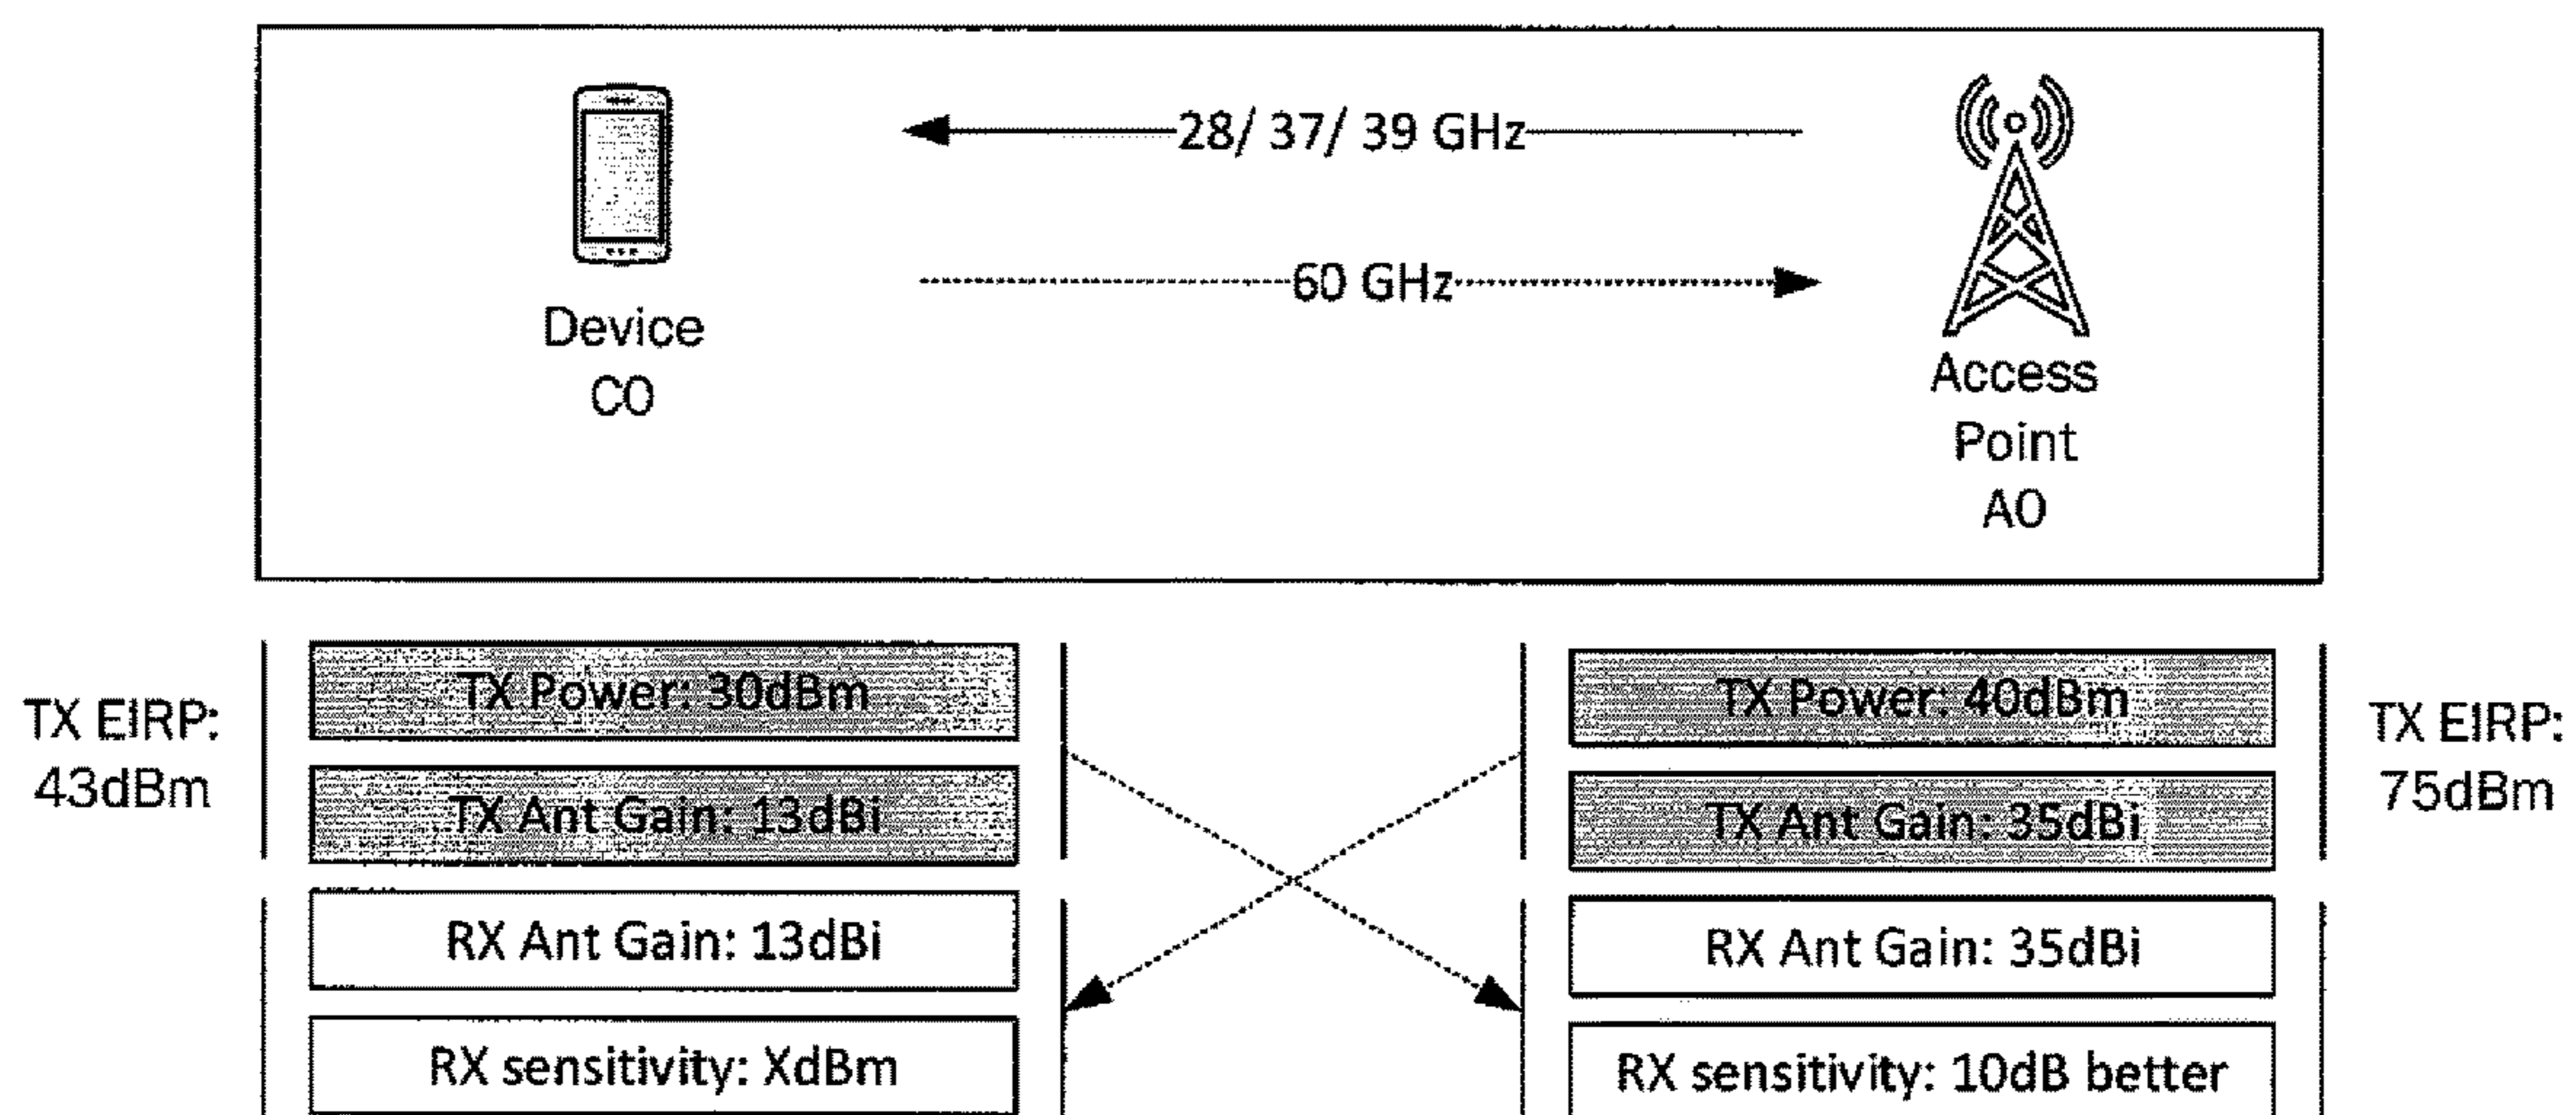 28/ 37/ 39 GHz
60 GHz
Device
CO
Access
Point
AO
TX EIRP:
43dBm
TX Power: 30dBm
TX Ant Gain: 13dBi
RX Ant Gain: 13dBi
RX sensitivity: XdBm
TX Power: 40dBm
TX Ant Gain: 35dBi
RX Ant Gain: 35dBi
RX sensitivity: 10dB better
TX EIRP:
75dBm